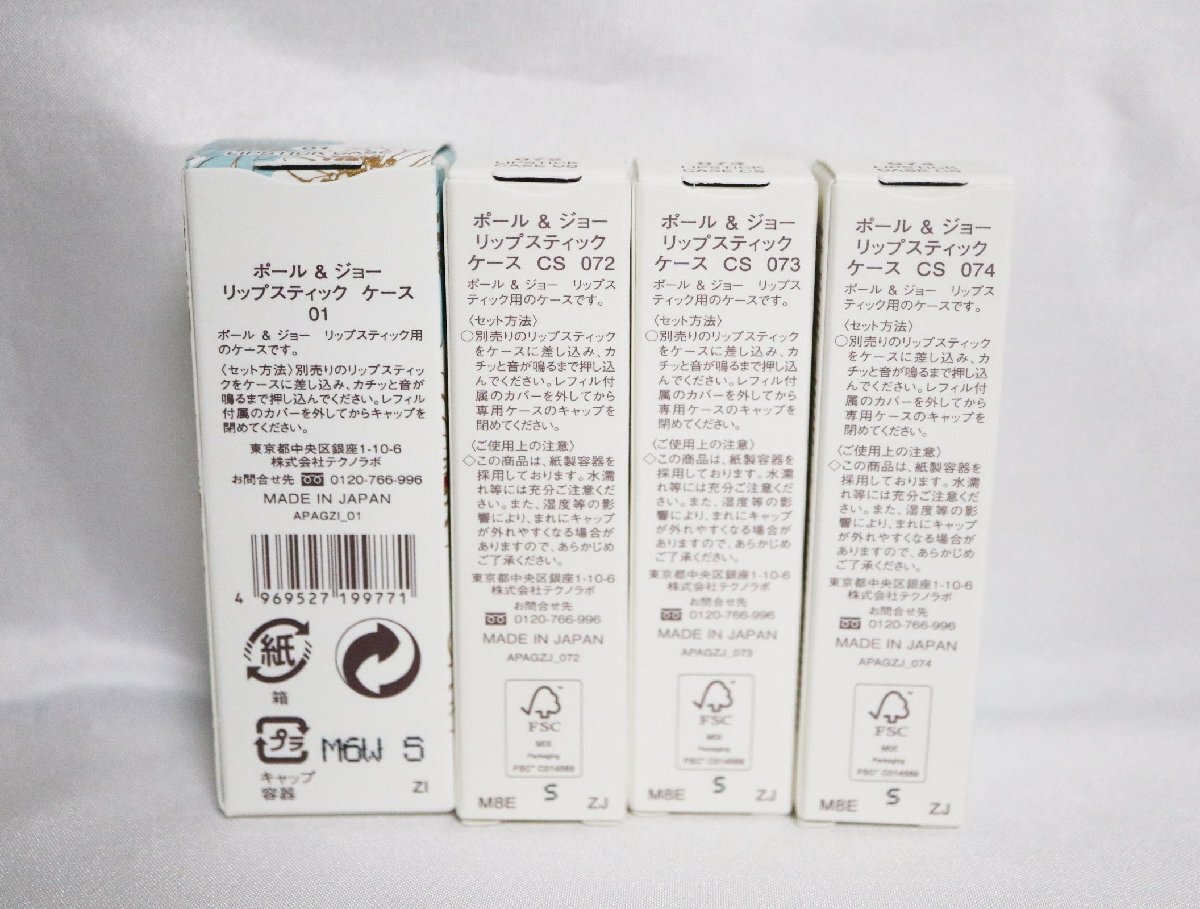 01
LIPSTICK CASE
ポール & ジョー
リップスティック ケース
01
ポール & ジョー リップスティック用
のケースです。
〈セット方法〉別売りのリップスティッ
クをケースに差し込み、カチッと音が
鳴るまで押し込んでください。レフィル
付属のカバーを外してからキャップを
閉めてください。
東京都中央区銀座1-10-6
株式会社テクノラボ
お問合せ先 0120-766-996
MADE IN JAPAN
APAGZI_01
4 969527 199771
紙
箱
プラ
キャップ
容器
M6W S
ZI
072
LIPSTICK
CASE CS
ポール & ジョー
リップスティック
ケース CS 072
ポール & ジョー リップス
ティック用のケースです。
〈セット方法〉
○別売りのリップスティック
をケースに差し込み、カ
チッと音が鳴るまで押し込
んでください。レフィル付
属のカバーを外してから
専用ケースのキャップを
閉めてください。
〈ご使用上の注意〉
◇この商品は、紙製容器を
採用しております。水濡
れ等には充分ご注意くだ
さい。また、湿度等の影
響により、まれにキャップ
が外れやすくなる場合が
ありますので、あらかじめ
ご了承ください。
東京都中央区銀座1-10-6
株式会社テクノラボ
お問合せ先
0120-766-996
MADE IN JAPAN
APAGZJ_072
FSC
MIX
Packaging
M8E S ZJ
073
LIPSTICK
CASE CS
ポール & ジョー
リップスティック
ケース CS 073
ポール & ジョー リップス
ティック用のケースです。
〈セット方法〉
○別売りのリップスティック
をケースに差し込み、カ
チッと音が鳴るまで押し込
んでください。レフィル付
属のカバーを外してから
専用ケースのキャップを
閉めてください。
〈ご使用上の注意〉
◇この商品は、紙製容器を
採用しております。水濡
れ等には充分ご注意くだ
さい。また、湿度等の影
響により、まれにキャップ
が外れやすくなる場合が
ありますので、あらかじめ
ご了承ください。
東京都中央区銀座1-10-6
株式会社テクノラボ
お問合せ先
0120-766-996
MADE IN JAPAN
APAGZJ_073
FSC
MIX
Packaging
M8E S ZJ
074
LIPSTICK
CASE CS
ポール & ジョー
リップスティック
ケース CS 074
ポール & ジョー リップス
ティック用のケースです。
〈セット方法〉
○別売りのリップスティック
をケースに差し込み、カ
チッと音が鳴るまで押し込
んでください。レフィル付
属のカバーを外してから
専用ケースのキャップを
閉めてください。
〈ご使用上の注意〉
◇この商品は、紙製容器を
採用しております。水濡
れ等には充分ご注意くだ
さい。また、湿度等の影
響により、まれにキャップ
が外れやすくなる場合が
ありますので、あらかじめ
ご了承ください。
東京都中央区銀座1-10-6
株式会社テクノラボ
お問合せ先
0120-766-996
MADE IN JAPAN
APAGZJ_074
FSC
MIX
Packaging
M8E S ZJ